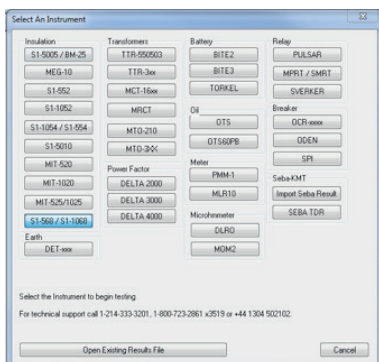 Select An Instrument
Insulation
S1-5005 / BM-25
MEG-10
S1-552
S1-1052
S1-1054 / S1-554
S1-5010
MIT-520
MIT-1020
MIT-525/1025
S1-568 / S1-1068
Earth
DET-xxx
Transformers
TTR-550503
TTR-3xx
MCT-16xx
MRCT
MTO-210
MTO-3XX
Power Factor
DELTA 2000
DELTA 3000
DELTA 4000
Battery
BITE2
BITE3
TORKEL
Oil
OTS
OTS60PB
Meter
PMM-1
MLR10
Microhmmeter
DLRO
MOM2
Relay
PULSAR
MPRT / SMRT
SVERKER
Breaker
OCR-xxxx
ODEN
SPI
Seba-KMT
Import Seba Result
SEBA TDR
Select the Instrument to begin testing
For technical support call 1-214-333-3201, 1-800-723-2861 x3519 or +44 1304 502102.
Open Existing Results File
Cancel